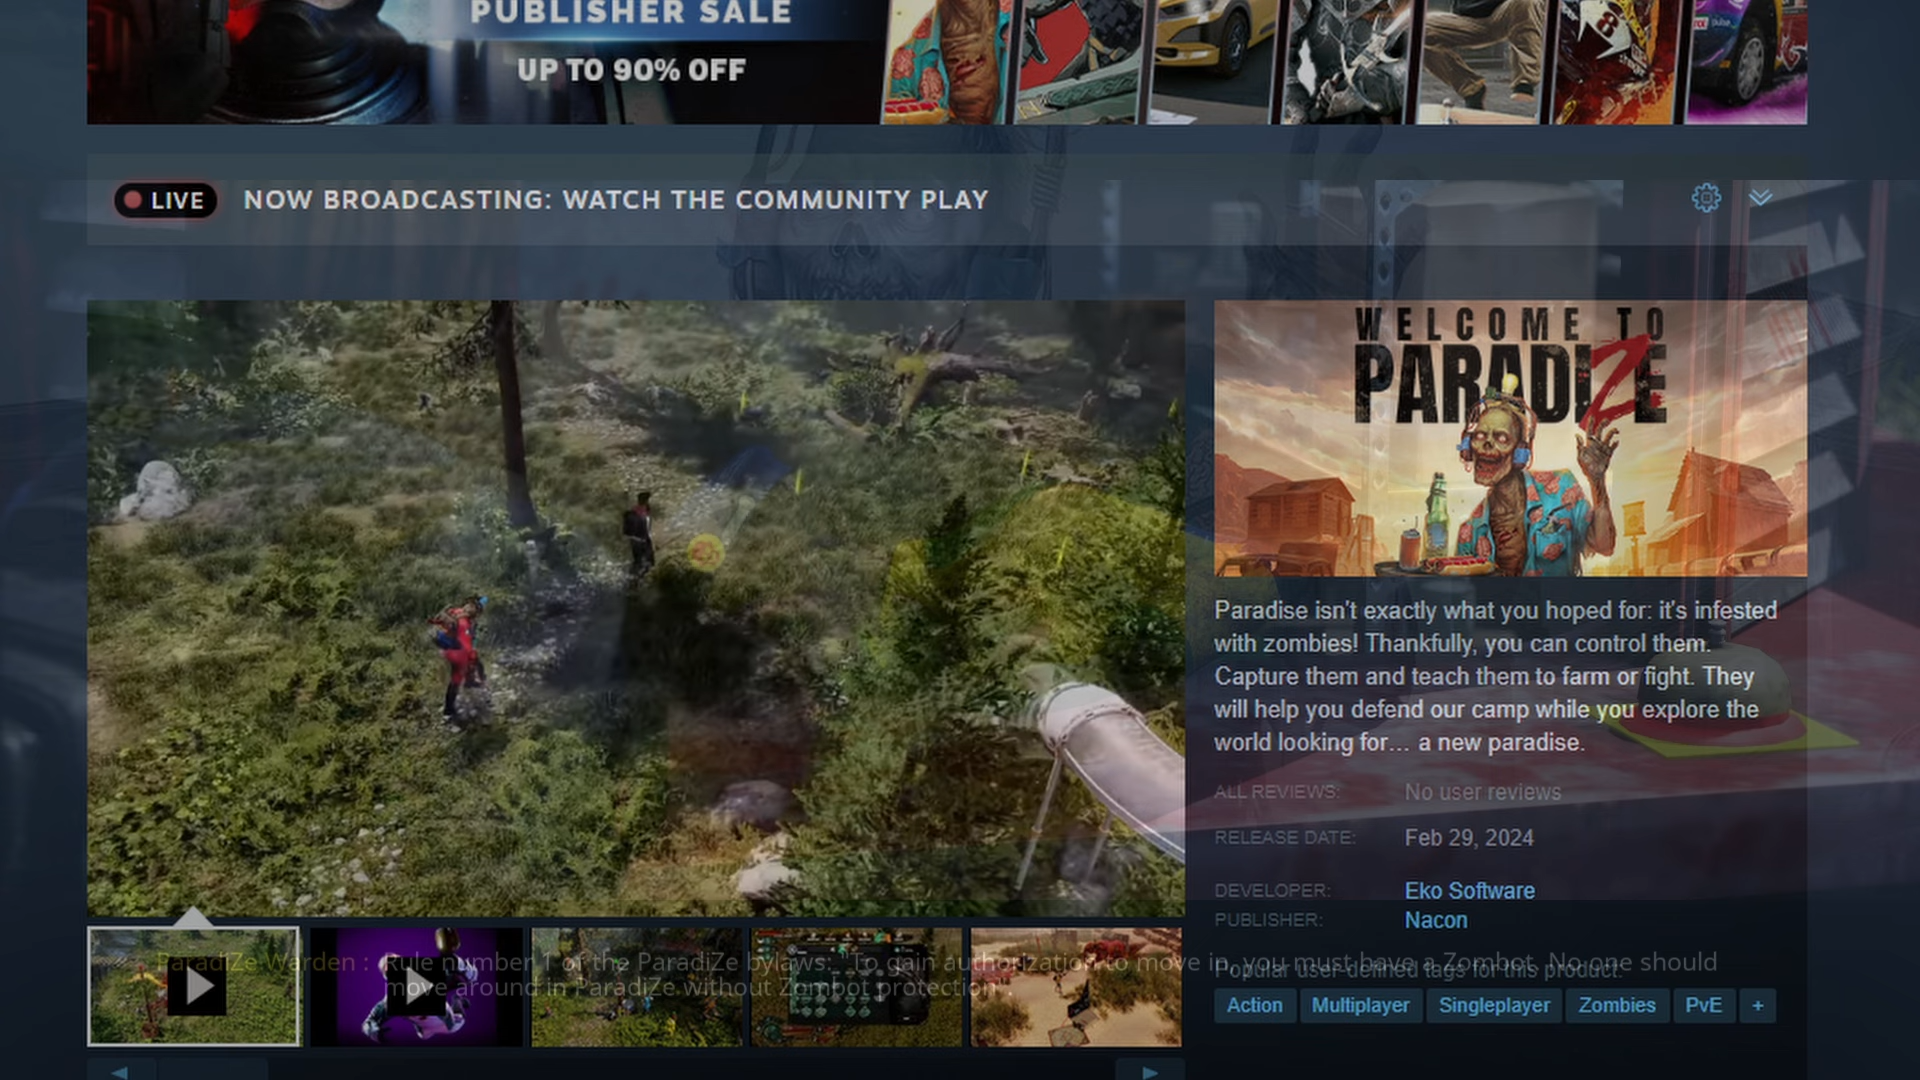 PUBLISHER SALE
UP TO 90% OFF
LIVE
NOW BROADCASTING: WATCH THE COMMUNITY PLAY
WELCOME TO
PARADIZE
Paradise isn't exactly what you hoped for: it's infested
with zombies! Thankfully, you can control them.
Capture them and teach them to farm or fight. They
will help you defend our camp while you explore the
world looking for... a new paradise.
ALL REVIEWS: No user reviews
RELEASE DATE: Feb 29, 2024
DEVELOPER: Eko Software
PUBLISHER: Nacon
Popular user-defined tags for this product:
Action Multiplayer Singleplayer Zombies PvE +
ParadiZe Warden : Rule number 1 of the ParadiZe bylaws: "To gain authorization to move in, you must have a Zombot. No one should
move around in ParadiZe without Zombot protection".